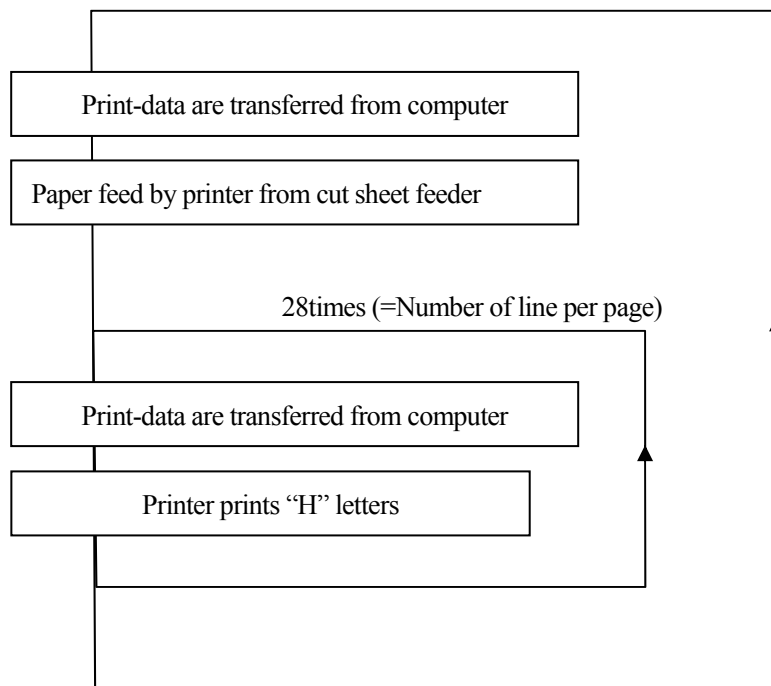 Print-data are transferred from computer
Paper feed by printer from cut sheet feeder
28times (=Number of line per page)
Print-data are transferred from computer
Printer prints “H” letters